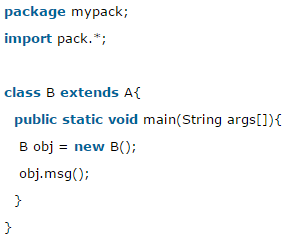 package mypack;
import pack.*;
class B extends A{
public static void main(String args[]){
B obj = new B();
obj.msg();
}
}